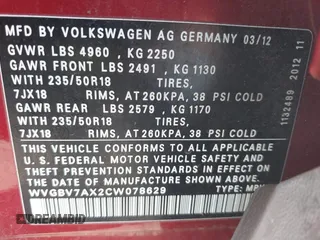 MFD BY VOLKSWAGEN AG GERMANY 03/12
GVWR LBS 4960 , KG 2250
GAWR FRONT LBS 2491 , KG 1130
WITH 235/50R18 TIRES,
7JX18 RIMS, AT 260KPA, 38 PSI COLD
GAWR REAR LBS 2579 , KG 1170
WITH 235/50R18 TIRES,
7JX18 RIMS, AT 260KPA, 38 PSI COLD
THIS VEHICLE CONFORMS TO ALL APPLICABLE
U.S. FEDERAL MOTOR VEHICLE SAFETY, BUMPER,
AND THEFT PREVENTION STANDARDS IN EFFECT
ON THE DATE OF MANUFACTURE SHOWN ABOVE.
WVGBV7AX2CW078629 TYPE: MPV
1132489 2012 11
DREAMBID